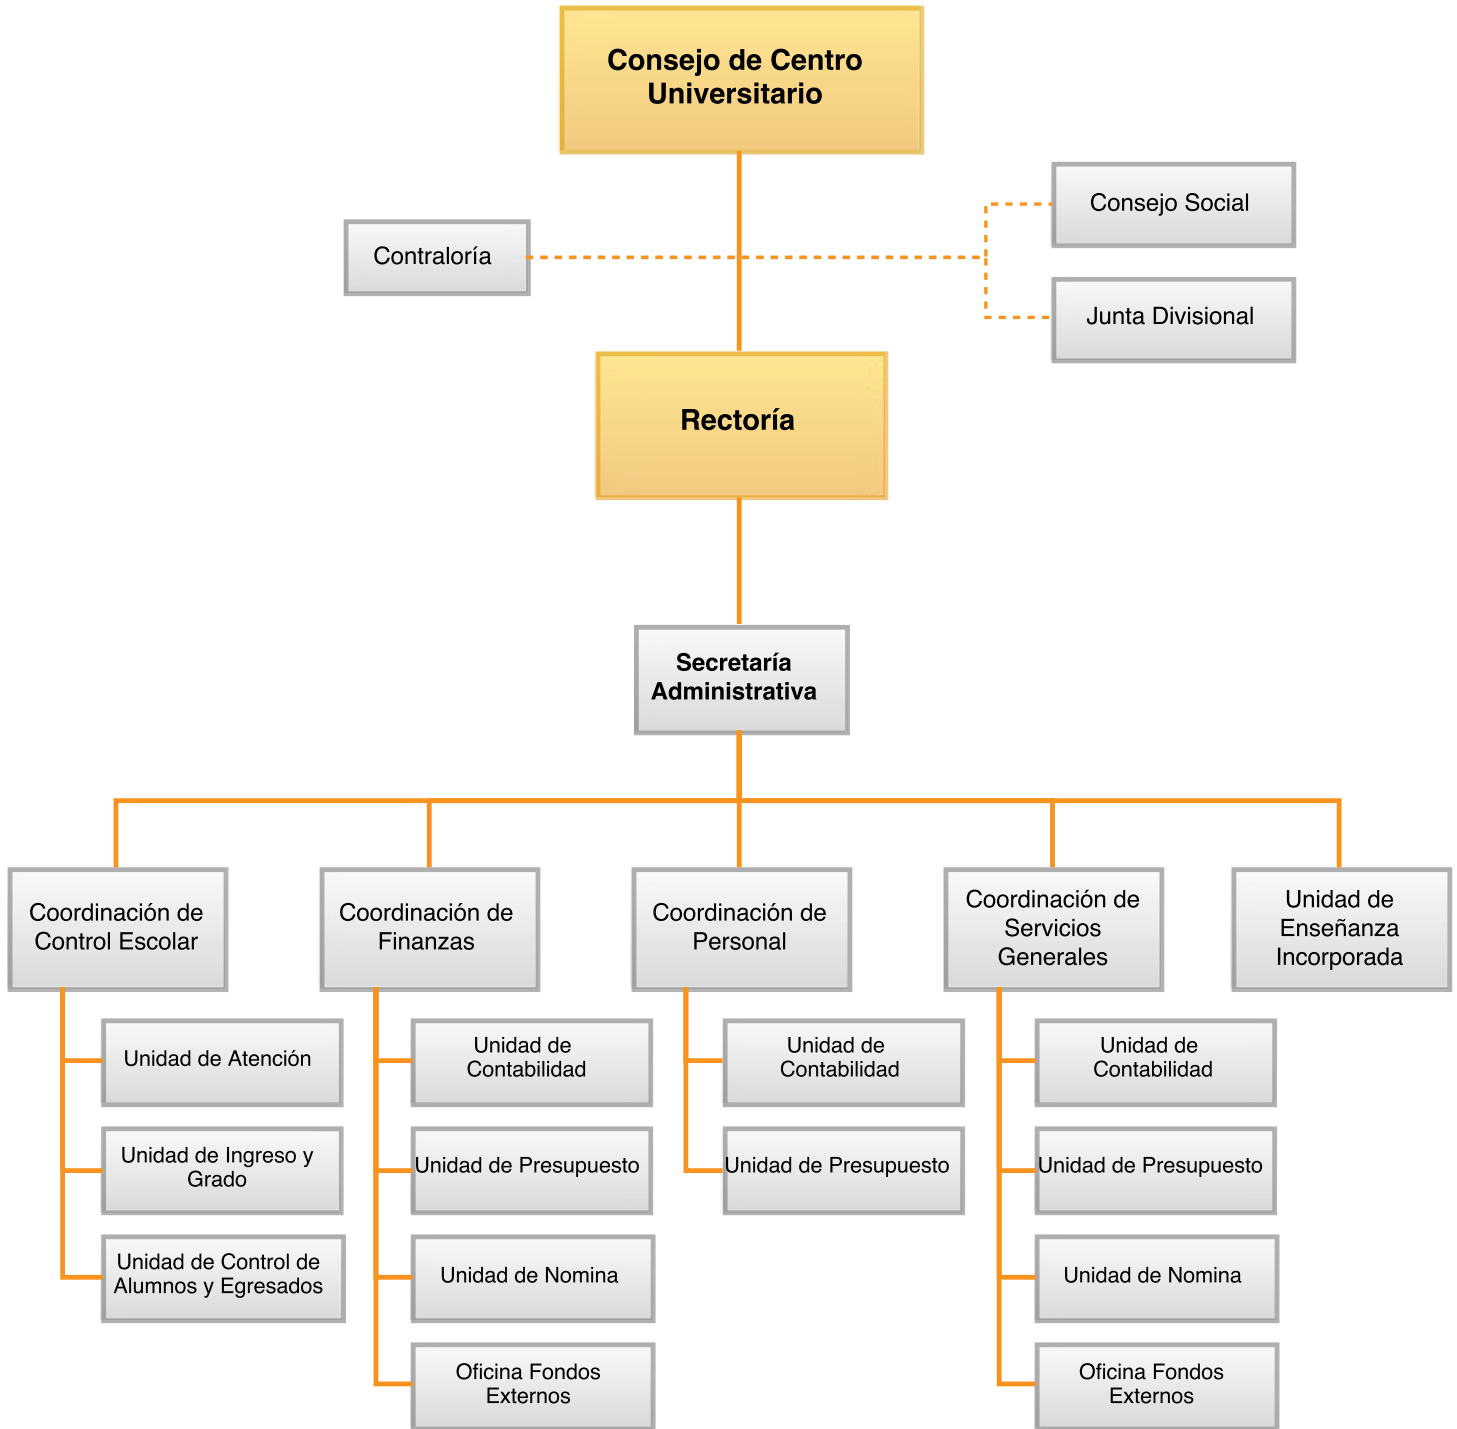 Consejo de Centro
Universitario
Consejo Social
Contraloría
Junta Divisional
Rectoría
Secretaría
Administrativa
Coordinación de
Control Escolar
Coordinación de
Finanzas
Coordinación de
Personal
Coordinación de
Servicios
Generales
Unidad de
Enseñanza
Incorporada
Unidad de Atención
Unidad de Ingreso y
Grado
Unidad de Control de
Alumnos y Egresados
Unidad de
Contabilidad
Unidad de Presupuesto
Unidad de Nomina
Oficina Fondos
Externos
Unidad de
Contabilidad
Unidad de Presupuesto
Unidad de
Contabilidad
Unidad de Presupuesto
Unidad de Nomina
Oficina Fondos
Externos